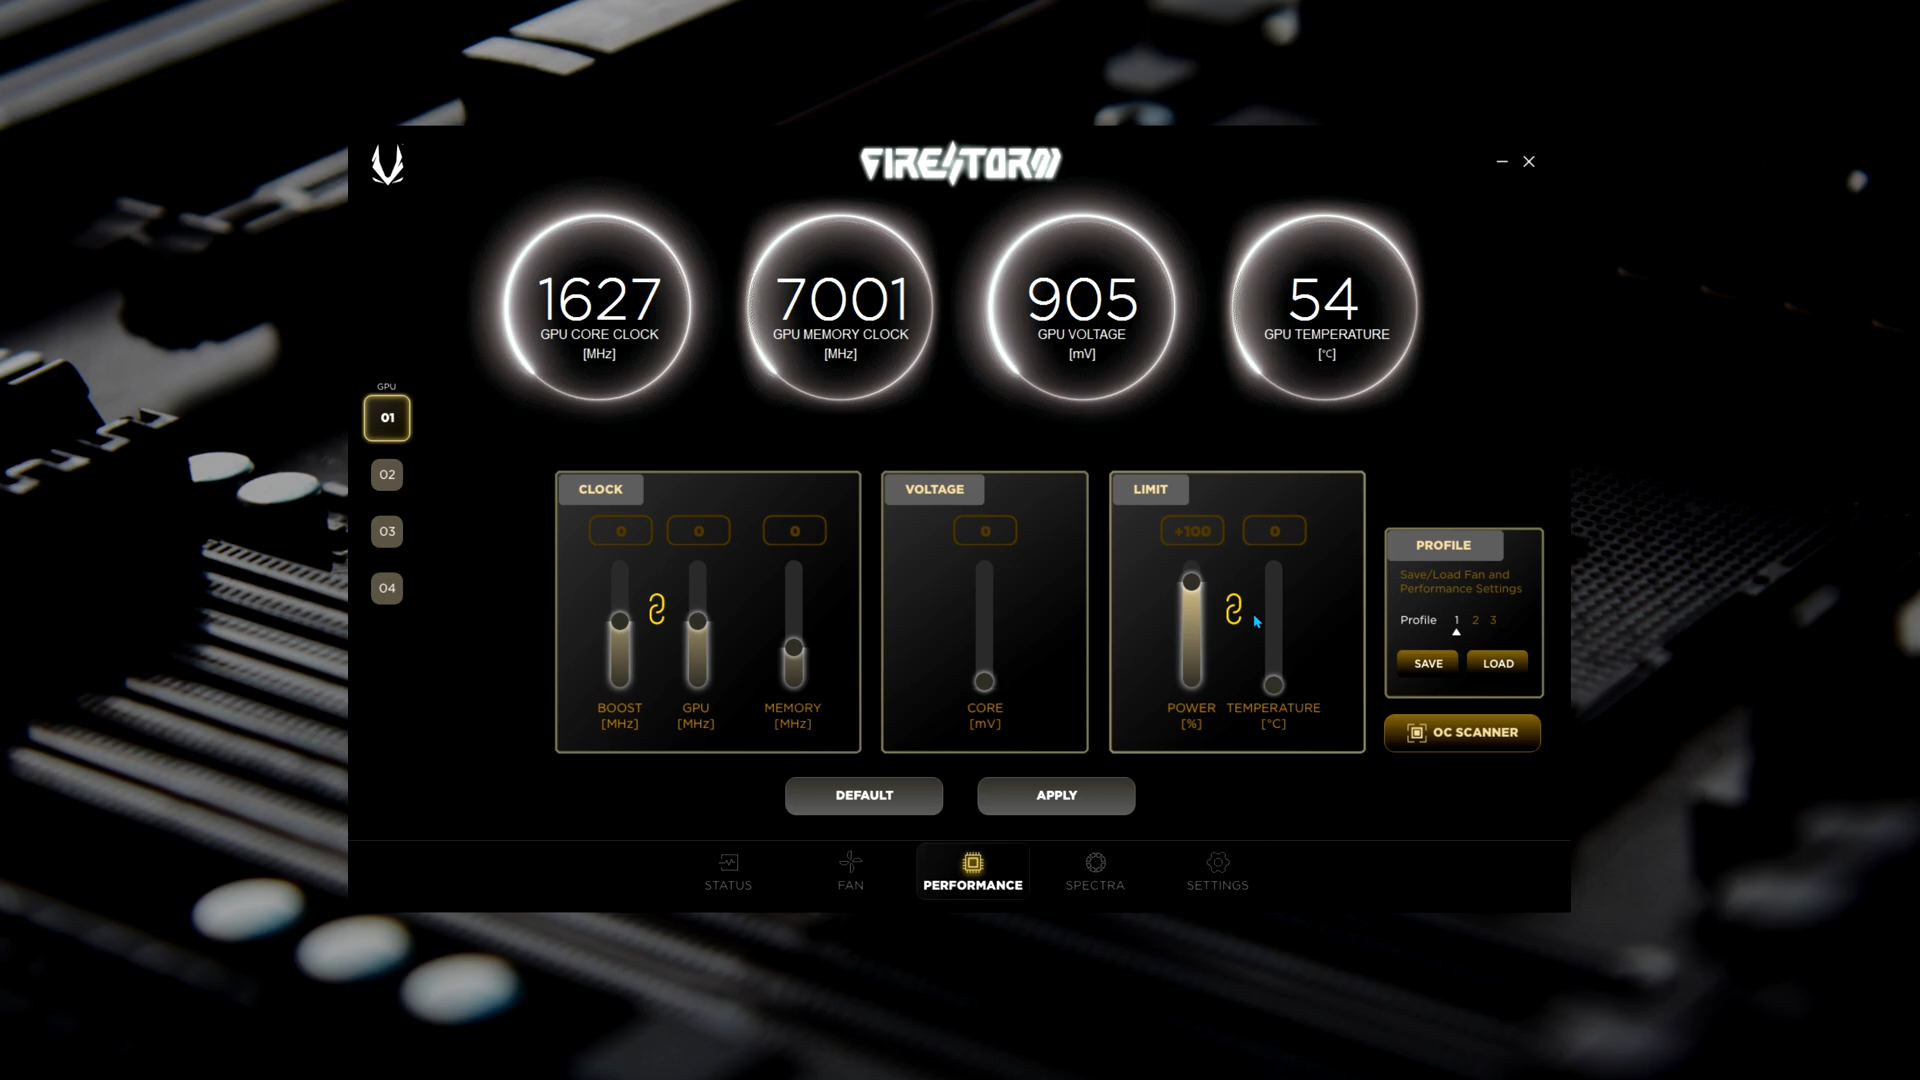 FIRESTORM
1627
GPU CORE CLOCK
[MHz]
7001
GPU MEMORY CLOCK
[MHz]
905
GPU VOLTAGE
[mV]
54
GPU TEMPERATURE
[°C]
GPU
01
02
03
04
CLOCK
0 0 0
BOOST
[MHz]
GPU
[MHz]
MEMORY
[MHz]
VOLTAGE
0
CORE
[mV]
LIMIT
+100 0
POWER
[%]
TEMPERATURE
[°C]
PROFILE
Save/Load Fan and
Performance Settings
Profile 1 2 3
SAVE LOAD
OC SCANNER
DEFAULT APPLY
STATUS FAN PERFORMANCE SPECTRA SETTINGS